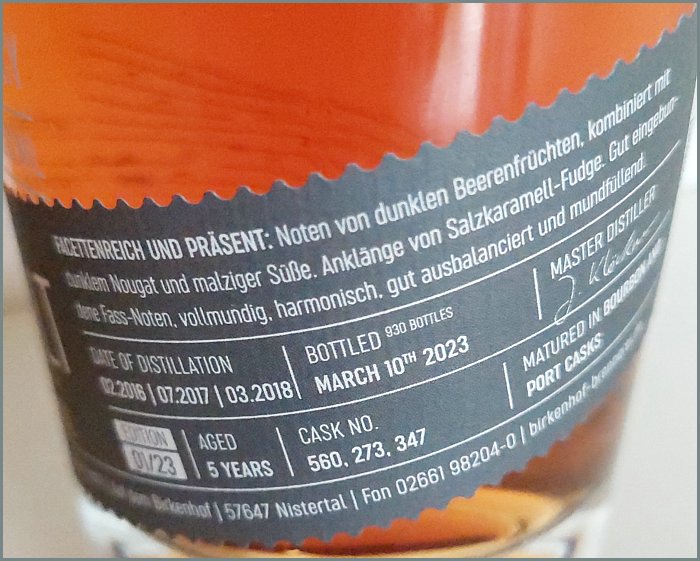 FACETTENREICH UND PRÄSENT: Noten von dunklen Beerenfrüchten, kombiniert mit
dunklem Nougat und malziger Süße. Anklänge von Salzkaramell-Fudge. Gut eingebun-
dene Fass-Noten, vollmundig, harmonisch, gut ausbalanciert und mundfüllend.
DATE OF DISTILLATION
02.2016 | 07.2017 | 03.2018
BOTTLED 930 BOTTLES
MARCH 10TH 2023
MASTER DISTILLER
EDITION
01/23
AGED
5 YEARS
CASK NO.
560, 273, 347
MATURED IN BOURBON AND
PORT CASKS
dem Birkenhof | 57647 Nistertal | Fon 02661 98204-0 | birkenhof-brennerei